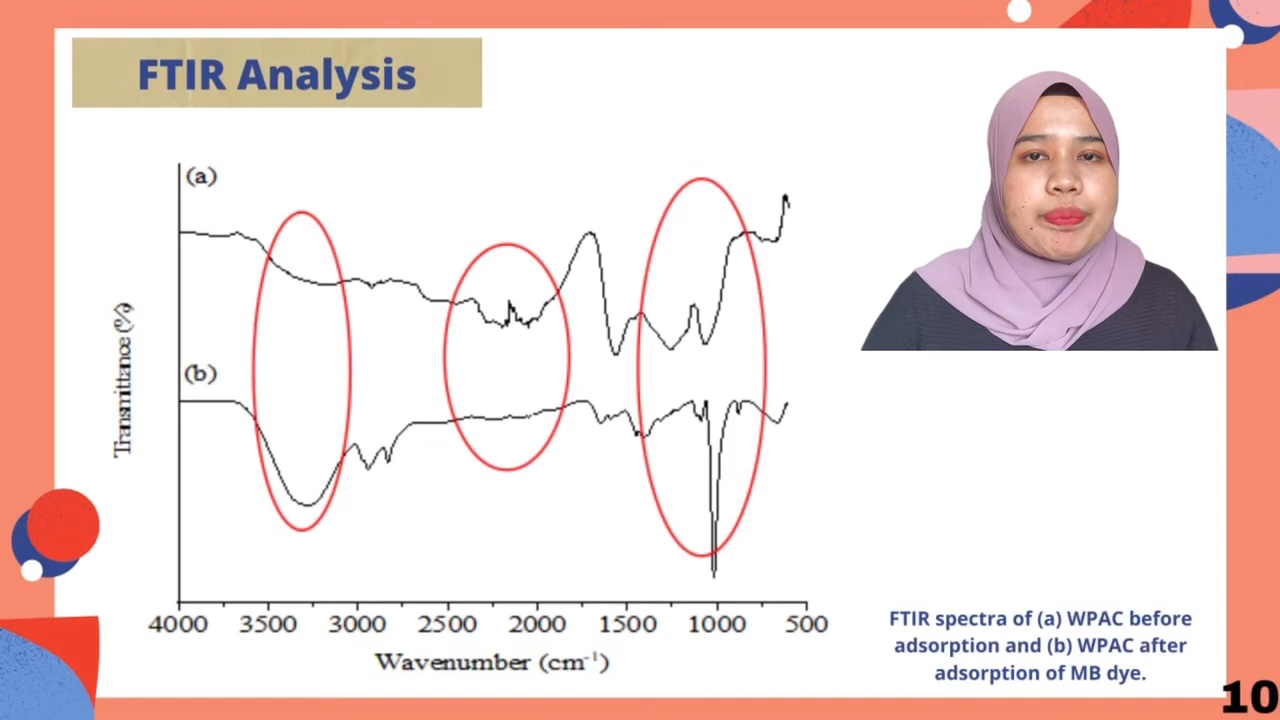 FTIR Analysis
(a)
(b)
Transmittance (%)
4000 3500 3000 2500 2000 1500 1000 500
Wavenumber (cm⁻¹)
FTIR spectra of (a) WPAC before
adsorption and (b) WPAC after
adsorption of MB dye.
10